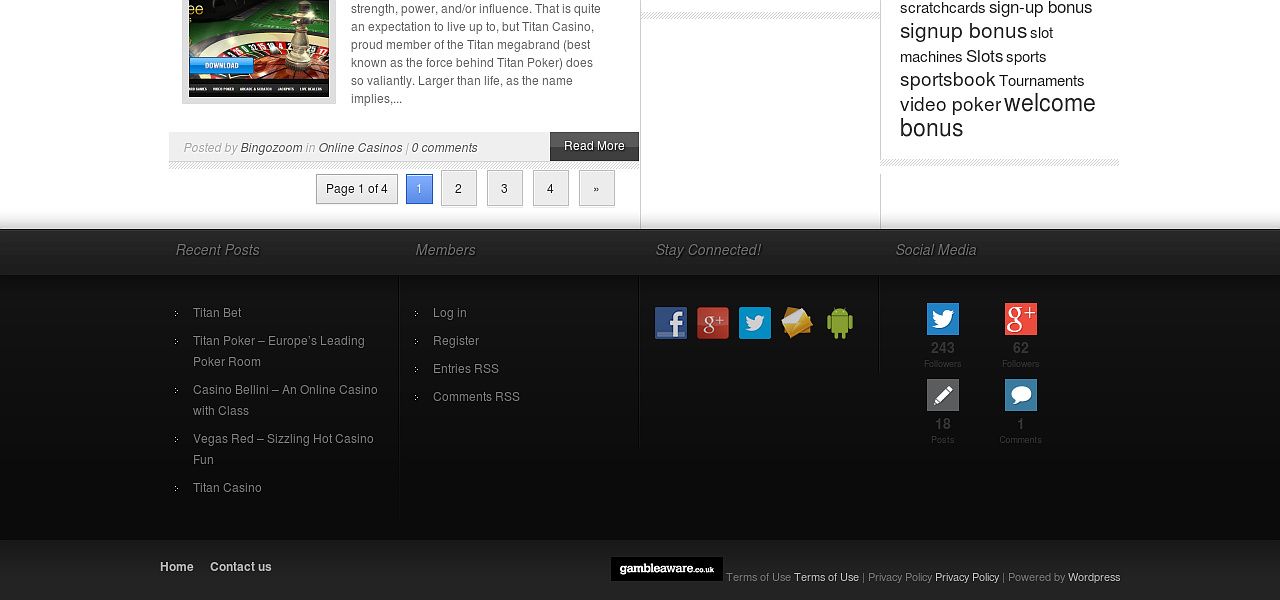 strength, power, and/or influence. That is quite
an expectation to live up to, but Titan Casino,
proud member of the Titan megabrand (best
known as the force behind Titan Poker) does
so valiantly. Larger than life, as the name
implies,...
DOWNLOAD
VIDEO POKER ARCADE & SCRATCH JACKPOTS LIVE DEALERS
scratchcards sign-up bonus
signup bonus slot
machines Slots sports
sportsbook Tournaments
video poker welcome
bonus
Posted by Bingozoom in Online Casinos | 0 comments
Read More
Page 1 of 4 1 2 3 4 »
Recent Posts
Titan Bet
Titan Poker – Europe's Leading
Poker Room
Casino Bellini – An Online Casino
with Class
Vegas Red – Sizzling Hot Casino
Fun
Titan Casino
Members
Log in
Register
Entries RSS
Comments RSS
Stay Connected!
f g+
Social Media
g+
243 62
Followers Followers
18 1
Posts Comments
Home Contact us
gambleaware.co.uk
Terms of Use Terms of Use | Privacy Policy Privacy Policy | Powered by Wordpress